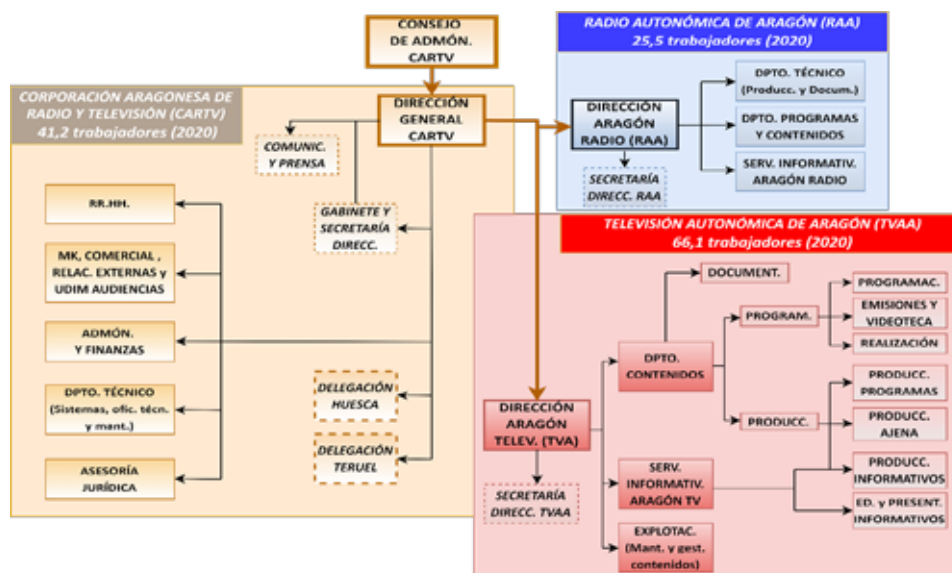 CONSEJO
DE ADMÓN.
CARTV
RADIO AUTONÓMICA DE ARAGÓN (RAA)
25,5 trabajadores (2020)
CORPORACIÓN ARAGONESA DE
RADIO Y TELEVISIÓN (CARTV)
41,2 trabajadores (2020)
DIRECCIÓN
GENERAL
CARTV
COMUNIC.
Y PRENSA
GABINETE Y
SECRETARÍA
DIRECC.
RR.HH.
MK, COMERCIAL ,
RELAC. EXTERNAS y
UDIM AUDIENCIAS
ADMÓN.
Y FINANZAS
DPTO. TÉCNICO
(Sistemas, ofic. técn.
y mant.)
ASESORÍA
JURÍDICA
DELEGACIÓN
HUESCA
DELEGACIÓN
TERUEL
DIRECCIÓN
ARAGÓN
RADIO (RAA)
SECRETARÍA
DIRECC. RAA
DPTO. TÉCNICO
(Producc. y Docum.)
DPTO. PROGRAMAS
Y CONTENIDOS
SERV. INFORMATIV.
ARAGÓN RADIO
TELEVISIÓN AUTONÓMICA DE ARAGÓN (TVAA)
66,1 trabajadores (2020)
DIRECCIÓN
ARAGÓN
TELEV. (TVA)
SECRETARÍA
DIRECC. TVAA
DOCUMENT.
DPTO.
CONTENIDOS
PROGRAM.
PROGRAMAC.
EMISIONES Y
VIDEOTECA
REALIZACIÓN
PRODUCC.
PRODUCC.
PROGRAMAS
PRODUCC.
AJENA
PRODUCC.
INFORMATIVOS
ED. y PRESENT.
INFORMATIVOS
SERV.
INFORMATIV.
ARAGÓN TV
EXPLOTAC.
(Mant. y gest.
contenidos)